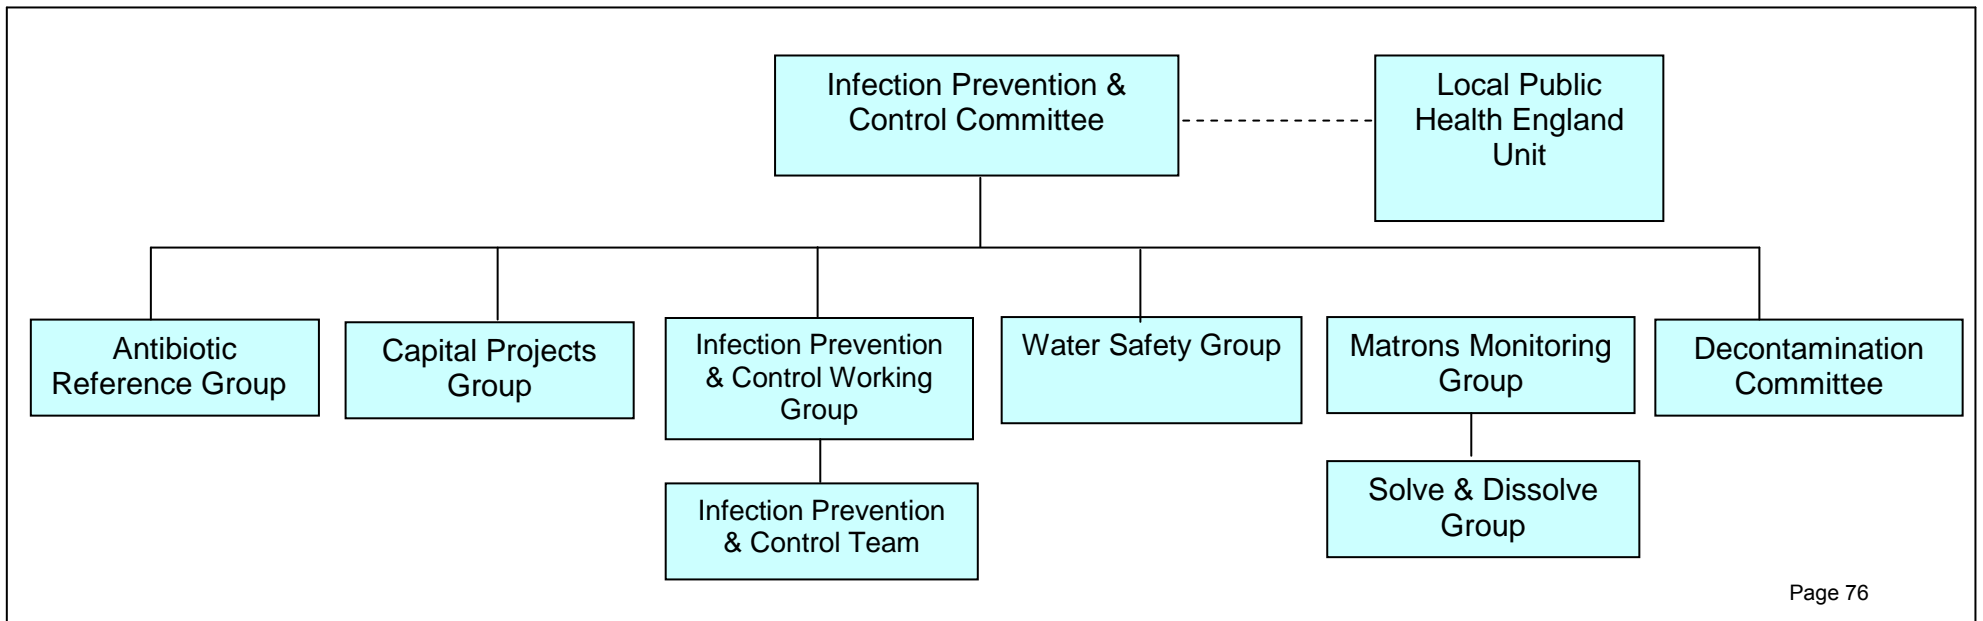 Infection Prevention &
Control Committee
Local Public
Health England
Unit
Antibiotic
Reference Group
Capital Projects
Group
Infection Prevention
& Control Working
Group
Water Safety Group
Matrons Monitoring
Group
Decontamination
Committee
Infection Prevention
& Control Team
Solve & Dissolve
Group
Page 76